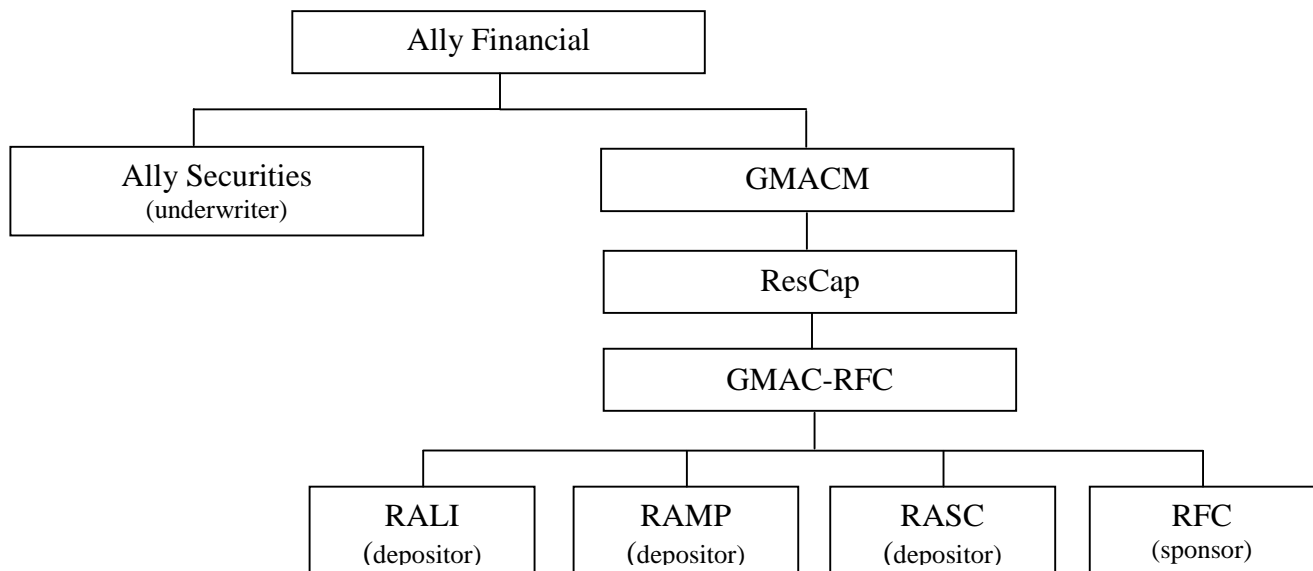 Ally Financial
Ally Securities
(underwriter)
GMACM
ResCap
GMAC-RFC
RALI
(depositor)
RAMP
(depositor)
RASC
(depositor)
RFC
(sponsor)